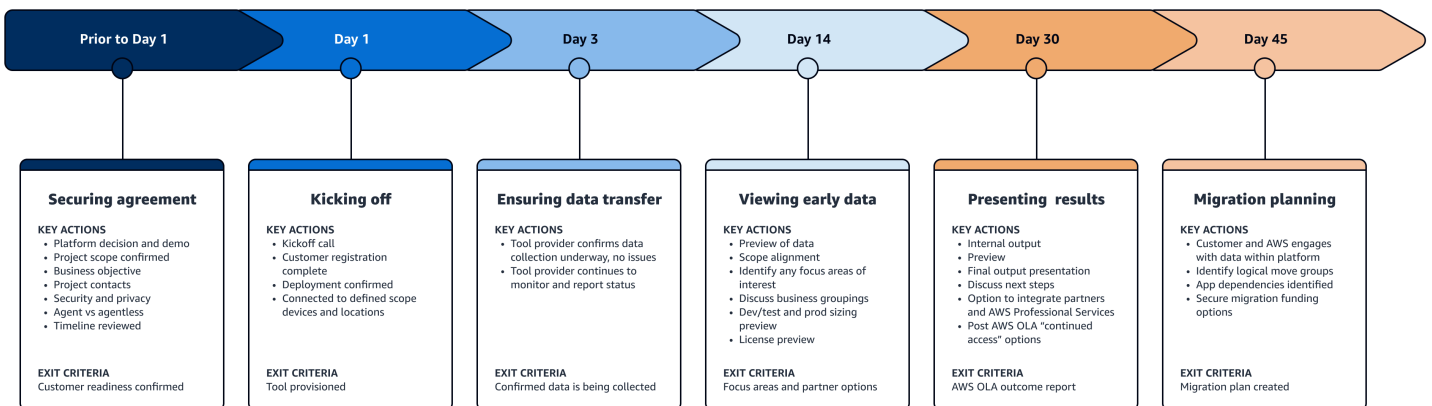 Prior to Day 1
Day 1
Day 3
Day 14
Day 30
Day 45
Securing agreement
KEY ACTIONS
• Platform decision and demo
• Project scope confirmed
• Business objective
• Project contacts
• Security and privacy
• Agent vs agentless
• Timeline reviewed
EXIT CRITERIA
Customer readiness confirmed
Kicking off
KEY ACTIONS
• Kickoff call
• Customer registration
complete
• Deployment confirmed
• Connected to defined scope
devices and locations
EXIT CRITERIA
Tool provisioned
Ensuring data transfer
KEY ACTIONS
• Tool provider confirms data
collection underway, no issues
• Tool provider continues to
monitor and report status
EXIT CRITERIA
Confirmed data is being collected
Viewing early data
KEY ACTIONS
• Preview of data
• Scope alignment
• Identify any focus areas of
interest
• Discuss business groupings
• Dev/test and prod sizing
preview
• License preview
EXIT CRITERIA
Focus areas and partner options
Presenting results
KEY ACTIONS
• Internal output
• Preview
• Final output presentation
• Discuss next steps
• Option to integrate partners
and AWS Professional Services
• Post AWS OLA "continued
access" options
EXIT CRITERIA
AWS OLA outcome report
Migration planning
KEY ACTIONS
• Customer and AWS engages
with data within platform
• Identify logical move groups
• App dependencies identified
• Secure migration funding
options
EXIT CRITERIA
Migration plan created